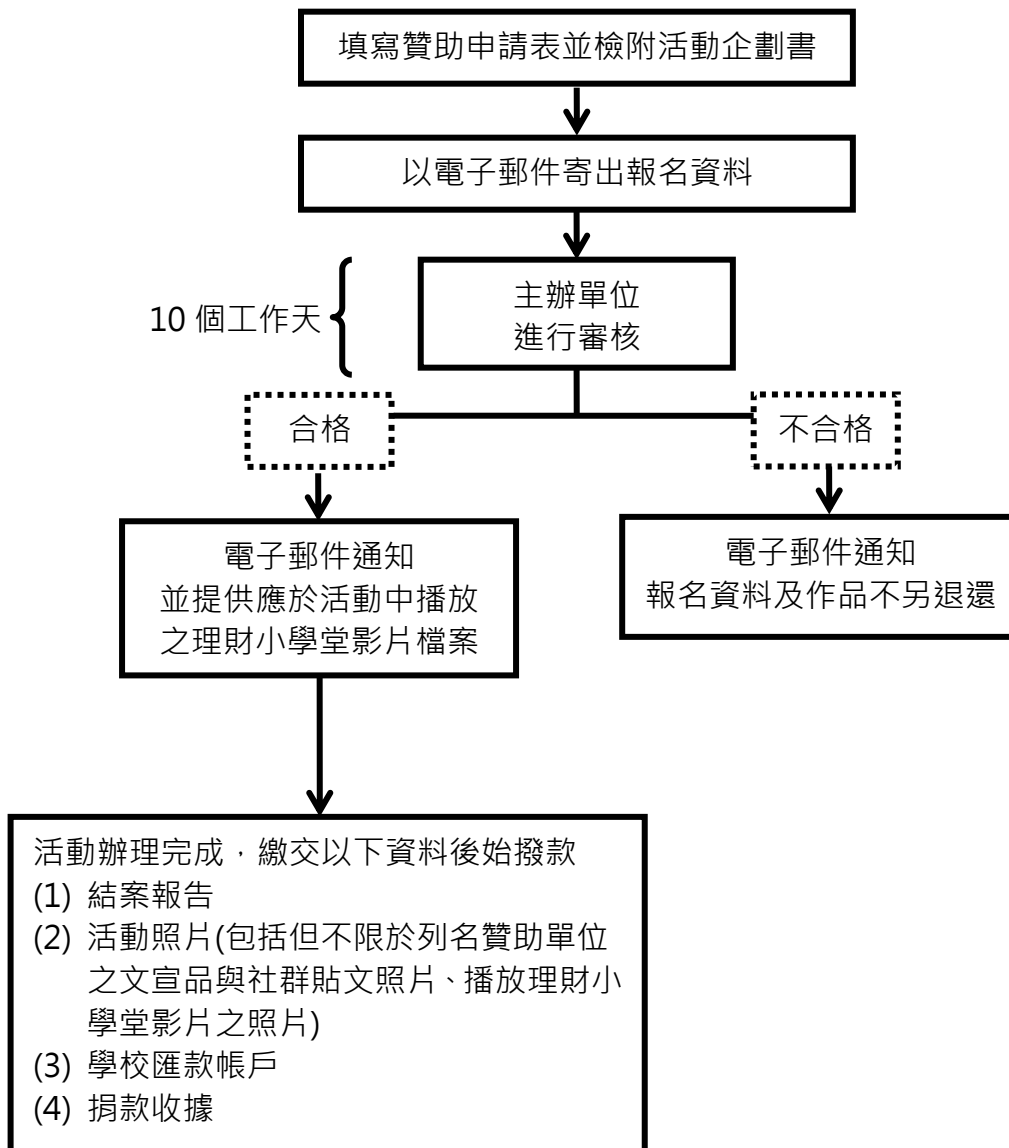 填寫贊助申請表並檢附活動企劃書
以電子郵件寄出報名資料
10 個工作天
主辦單位
進行審核
合格
不合格
電子郵件通知
並提供應於活動中播放
之理財小學堂影片檔案
電子郵件通知
報名資料及作品不另退還
活動辦理完成，繳交以下資料後始撥款
(1) 結案報告
(2) 活動照片(包括但不限於列名贊助單位
之文宣品與社群貼文照片、播放理財小
學堂影片之照片)
(3) 學校匯款帳戶
(4) 捐款收據